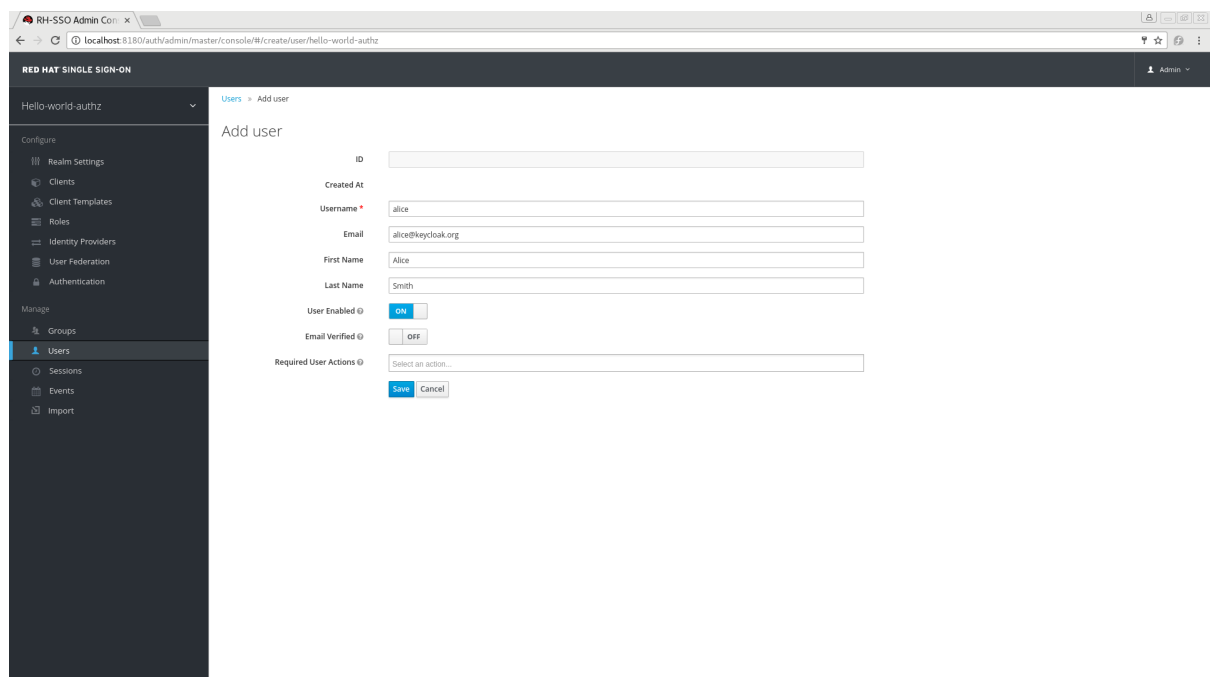 RH-SSO Admin Con
localhost:8180/auth/admin/master/console/#/create/user/hello-world-authz
RED HAT SINGLE SIGN-ON
Admin
Hello-world-authz
Users » Add user
Add user
Configure
Realm Settings
Clients
Client Templates
Roles
Identity Providers
User Federation
Authentication
Manage
Groups
Users
Sessions
Events
Import
ID
Created At
Username * alice
Email alice@keycloak.org
First Name Alice
Last Name Smith
User Enabled ON
Email Verified OFF
Required User Actions Select an action...
Save Cancel